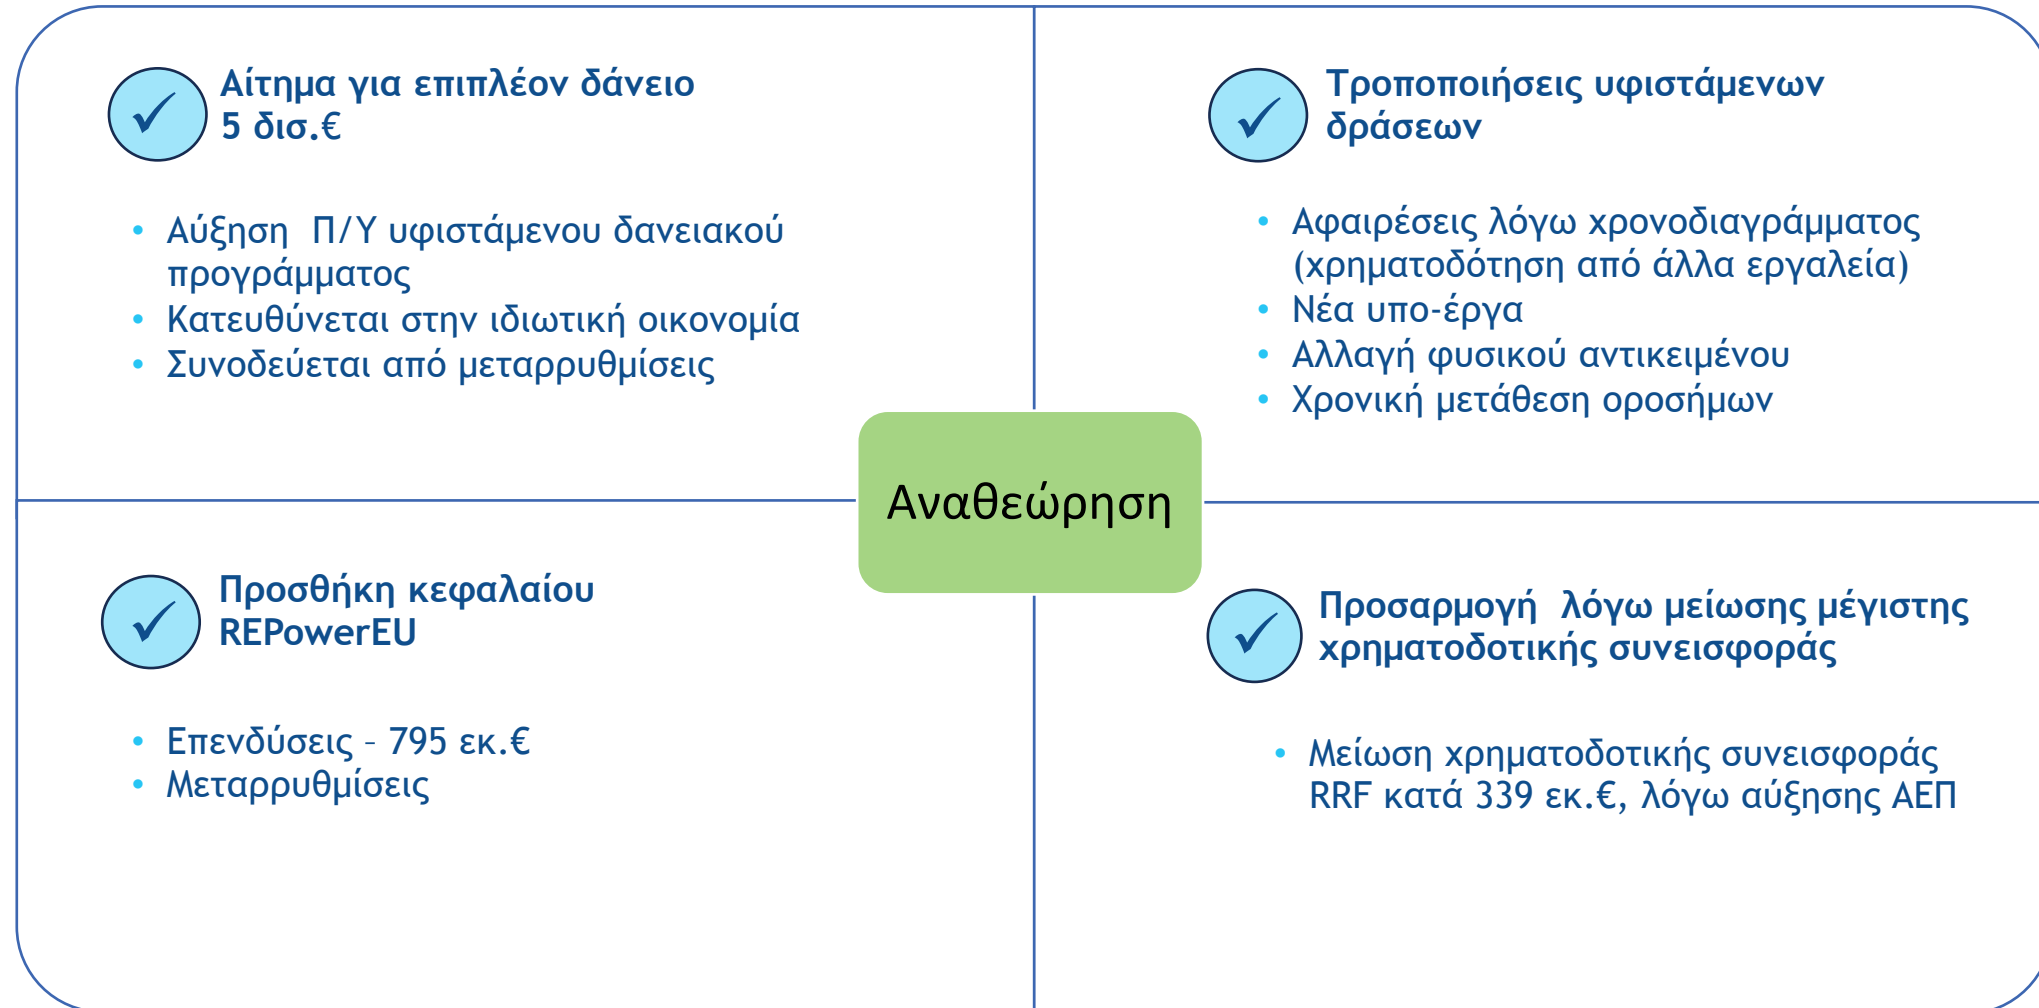 Αίτημα για επιπλέον δάνειο
5 δισ.€
• Αύξηση Π/Υ υφιστάμενου δανειακού
προγράμματος
• Κατευθύνεται στην ιδιωτική οικονομία
• Συνοδεύεται από μεταρρυθμίσεις
Τροποποιήσεις υφιστάμενων
δράσεων
• Αφαιρέσεις λόγω χρονοδιαγράμματος
(χρηματοδότηση από άλλα εργαλεία)
• Νέα υπο-έργα
• Αλλαγή φυσικού αντικειμένου
• Χρονική μετάθεση οροσήμων
Αναθεώρηση
Προσθήκη κεφαλαίου
REPowerEU
• Επενδύσεις – 795 εκ.€
• Μεταρρυθμίσεις
Προσαρμογή λόγω μείωσης μέγιστης
χρηματοδοτικής συνεισφοράς
• Μείωση χρηματοδοτικής συνεισφοράς
RRF κατά 339 εκ.€, λόγω αύξησης ΑΕΠ